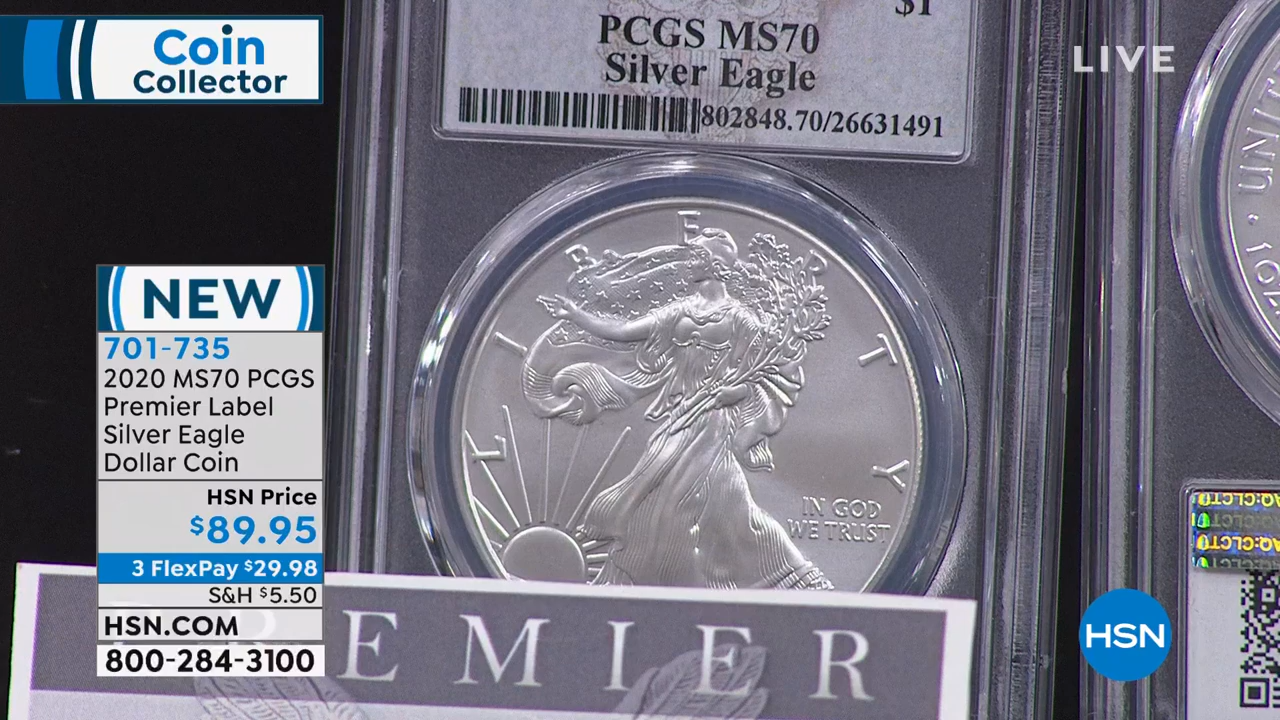 Coin
Collector
LIVE
$1
PCGS MS70
Silver Eagle
802848.70/26631491
LIBERTY
IN GOD
WE TRUST
NEW
701-735
2020 MS70 PCGS
Premier Label
Silver Eagle
Dollar Coin
HSN Price
$89.95
3 FlexPay $29.98
S&H $5.50
HSN.COM
800-284-3100
EMIER
HSN